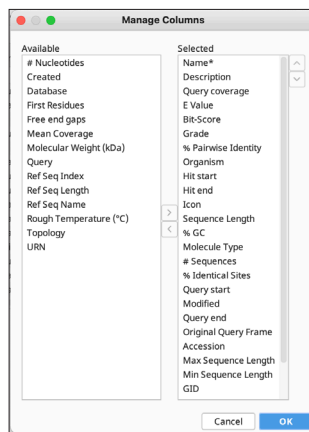 Manage Columns
Available
# Nucleotides
Created
Database
First Residues
Free end gaps
Mean Coverage
Molecular Weight (kDa)
Query
Ref Seq Index
Ref Seq Length
Ref Seq Name
Rough Temperature (°C)
Topology
URN
Selected
Name*
Description
Query coverage
E Value
Bit-Score
Grade
% Pairwise Identity
Organism
Hit start
Hit end
Icon
Sequence Length
% GC
Molecule Type
# Sequences
% Identical Sites
Query start
Modified
Query end
Original Query Frame
Accession
Max Sequence Length
Min Sequence Length
GID
Cancel
OK